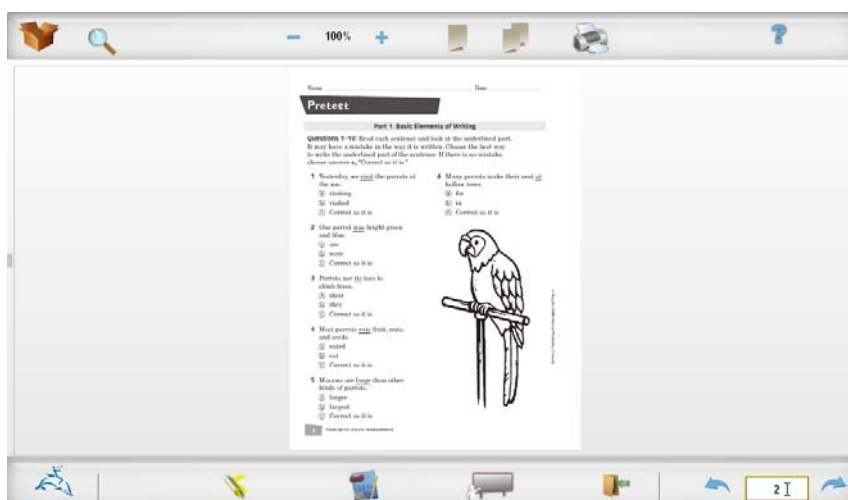 100%
Name Date
Pretest
Part 1: Basic Elements of Writing
Questions 1–10: Read each sentence and look at the underlined part.
It may have a mistake in the way it is written. Choose the best way
to write the underlined part of the sentence. If there is no mistake,
choose answer "Correct as it is."
1 Yesterday, we visit the parrots at
the zoo.
visiting
visited
Correct as it is
2 One parrot was bright green
and blue.
are
were
Correct as it is
3 Parrots use its toes to
climb trees.
A their
B they
C Correct as it is
4 Most parrots eats fruit, nuts,
and seeds.
eated
eat
Correct as it is
5 Macaws are large than other
kinds of parrots.
larger
largest
C Correct as it is
6 Many parrots make their nest at
hollow trees.
for
in
Correct as it is
2